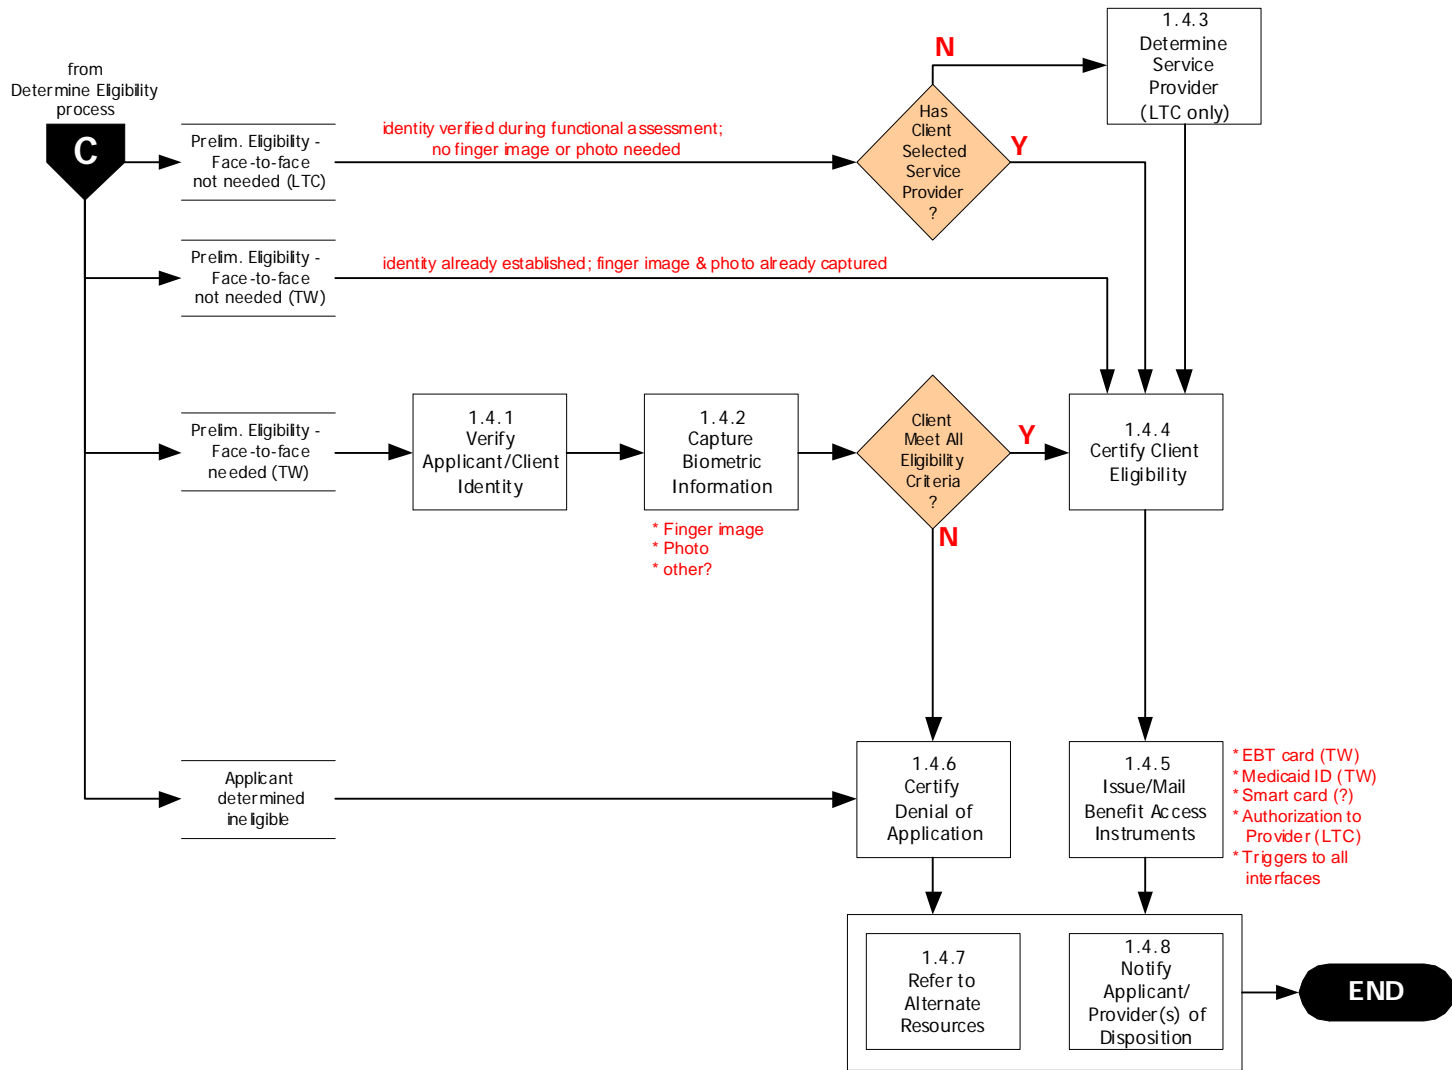 from
Determine Eligibility
process
C
Prelim. Eligibility -
Face-to-face
not needed (LTC)
identity verified during functional assessment;
no finger image or photo needed
Has
Client
Selected
Service
Provider
?
N
Y
1.4.3
Determine
Service
Provider
(LTC only)
Prelim. Eligibility -
Face-to-face
not needed (TW)
identity already established; finger image & photo already captured
Prelim. Eligibility -
Face-to-face
needed (TW)
1.4.1
Verify
Applicant/Client
Identity
1.4.2
Capture
Biometric
Information
* Finger image
* Photo
* other?
Client
Meet All
Eligibility
Criteria
?
Y
N
1.4.4
Certify Client
Eligibility
Applicant
determined
ineligible
1.4.6
Certify
Denial of
Application
1.4.5
Issue/Mail
Benefit Access
Instruments
* EBT card (TW)
* Medicaid ID (TW)
* Smart card (?)
* Authorization to
Provider (LTC)
* Triggers to all
interfaces
1.4.7
Refer to
Alternate
Resources
1.4.8
Notify
Applicant/
Provider(s) of
Disposition
END